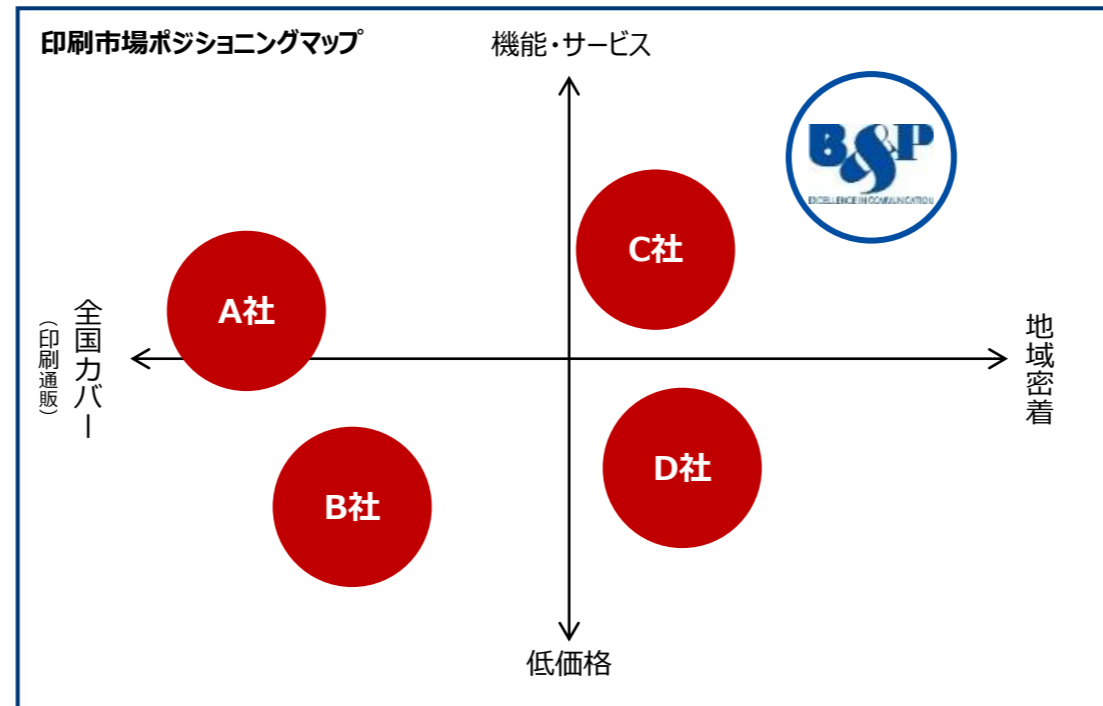 印刷市場ポジショニングマップ
機能・サービス
B&P
EXCELLENCE IN COMMUNICATION
C社
A社
全国カバー
（印刷通販）
地域密着
D社
B社
低価格